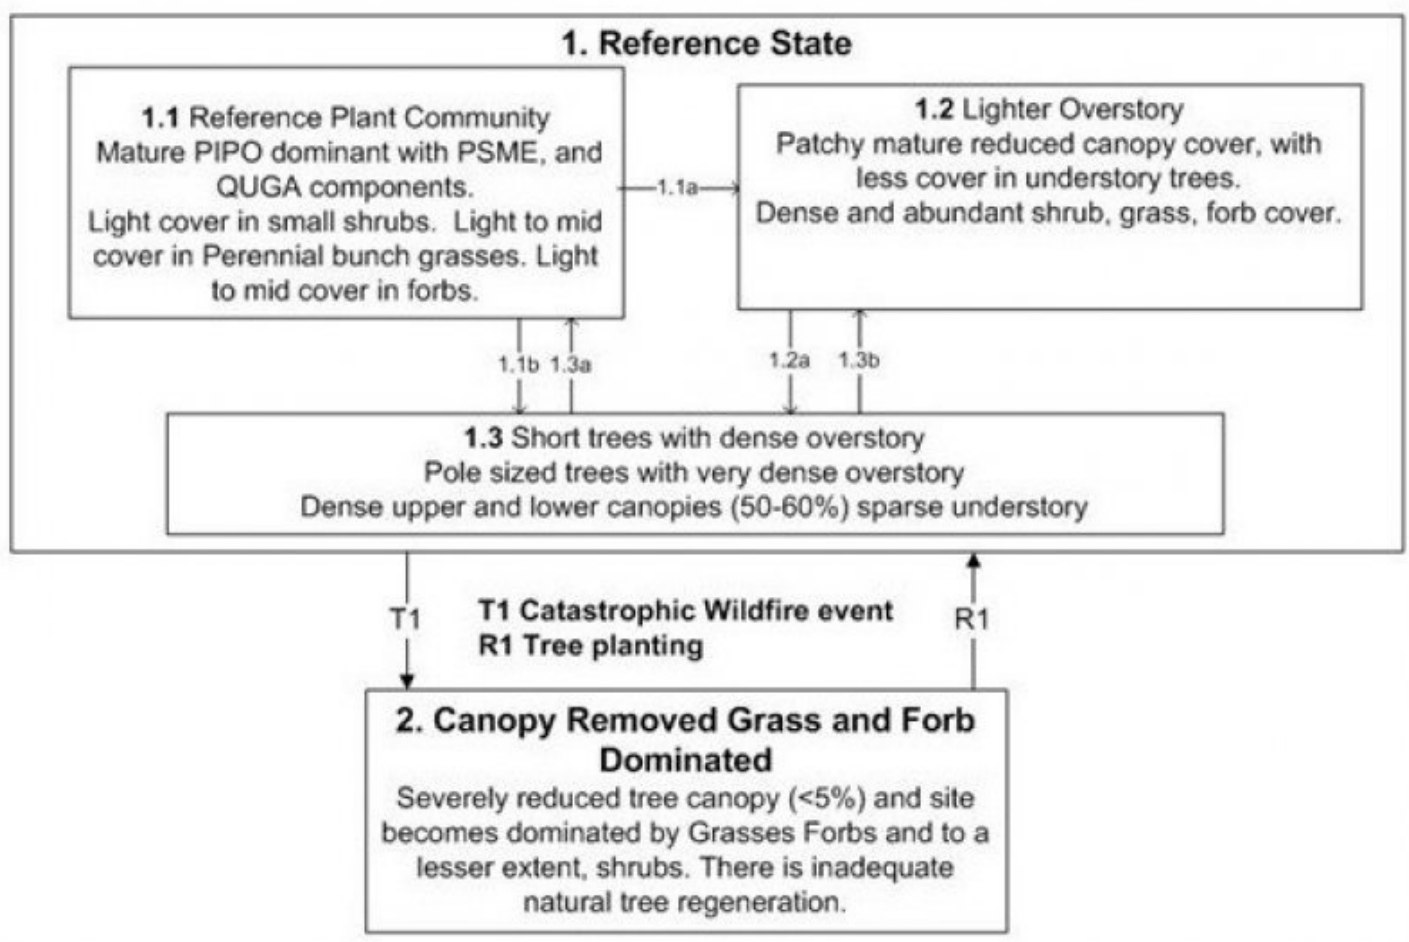 1. Reference State
1.1 Reference Plant Community
Mature PIPO dominant with PSME, and
QUGA components.
Light cover in small shrubs. Light to mid
cover in Perennial bunch grasses. Light
to mid cover in forbs.
1.1a
1.2 Lighter Overstory
Patchy mature reduced canopy cover, with
less cover in understory trees.
Dense and abundant shrub, grass, forb cover.
1.1b 1.3a
1.2a 1.3b
1.3 Short trees with dense overstory
Pole sized trees with very dense overstory
Dense upper and lower canopies (50-60%) sparse understory
T1
T1 Catastrophic Wildfire event
R1 Tree planting
R1
2. Canopy Removed Grass and Forb
Dominated
Severely reduced tree canopy (<5%) and site
becomes dominated by Grasses Forbs and to a
lesser extent, shrubs. There is inadequate
natural tree regeneration.